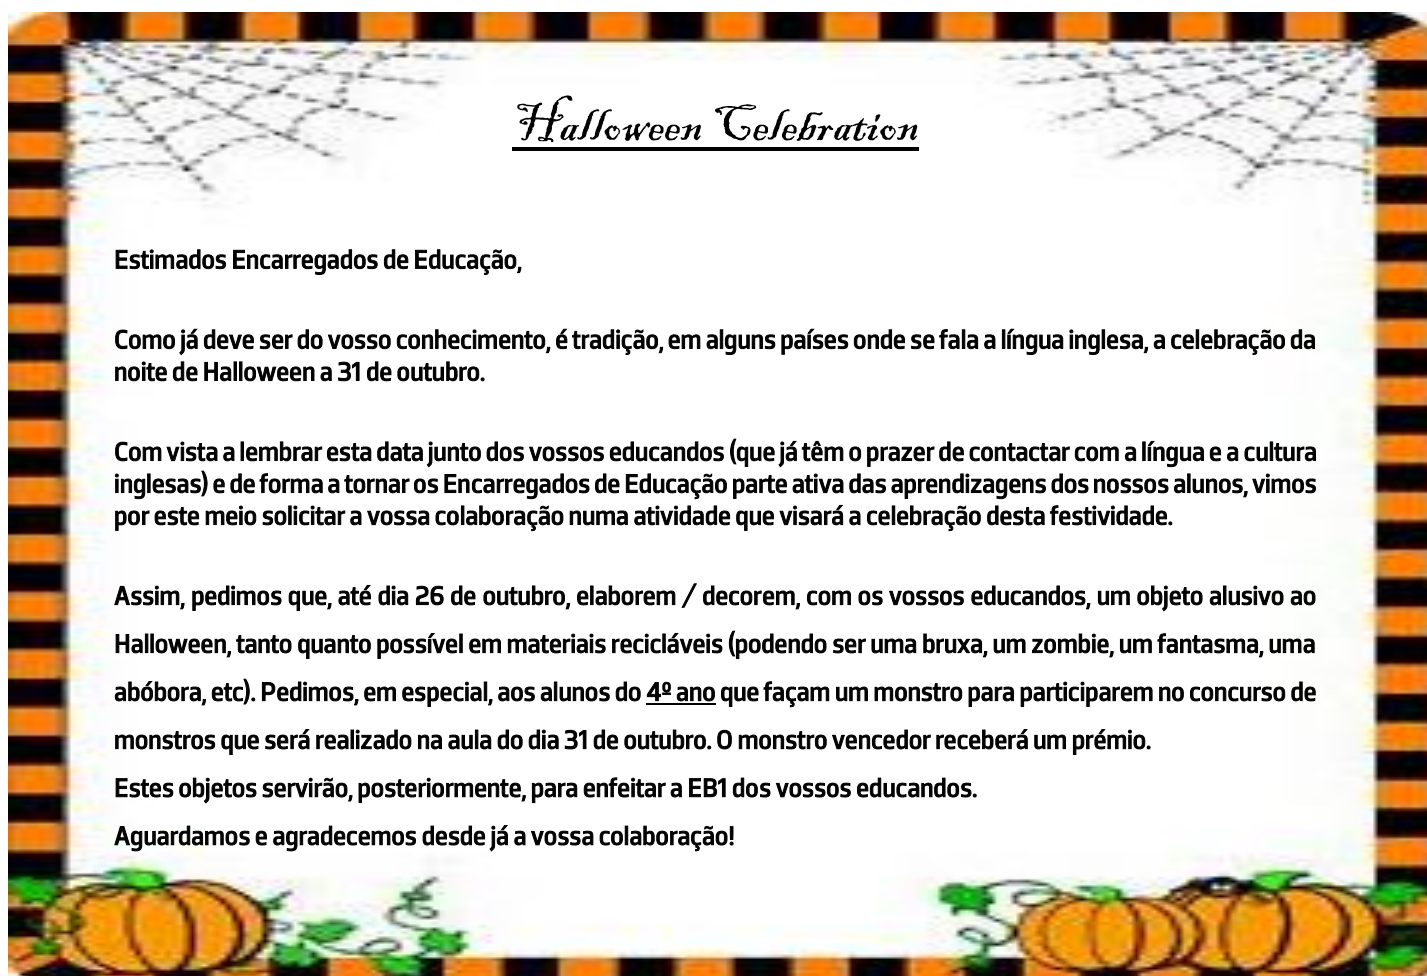 Halloween Celebration
Estimados Encarregados de Educação,
Como já deve ser do vosso conhecimento, é tradição, em alguns países onde se fala a língua inglesa, a celebração da
noite de Halloween a 31 de outubro.
Com vista a lembrar esta data junto dos vossos educandos (que já têm o prazer de contactar com a língua e a cultura
inglesas) e de forma a tornar os Encarregados de Educação parte ativa das aprendizagens dos nossos alunos, vimos
por este meio solicitar a vossa colaboração numa atividade que visará a celebração desta festividade.
Assim, pedimos que, até dia 26 de outubro, elaborem / decorem, com os vossos educandos, um objeto alusivo ao
Halloween, tanto quanto possível em materiais recicláveis (podendo ser uma bruxa, um zombie, um fantasma, uma
abóbora, etc). Pedimos, em especial, aos alunos do 4º ano que façam um monstro para participarem no concurso de
monstros que será realizado na aula do dia 31 de outubro. O monstro vencedor receberá um prémio.
Estes objetos servirão, posteriormente, para enfeitar a EB1 dos vossos educandos.
Aguardamos e agradecemos desde já a vossa colaboração!